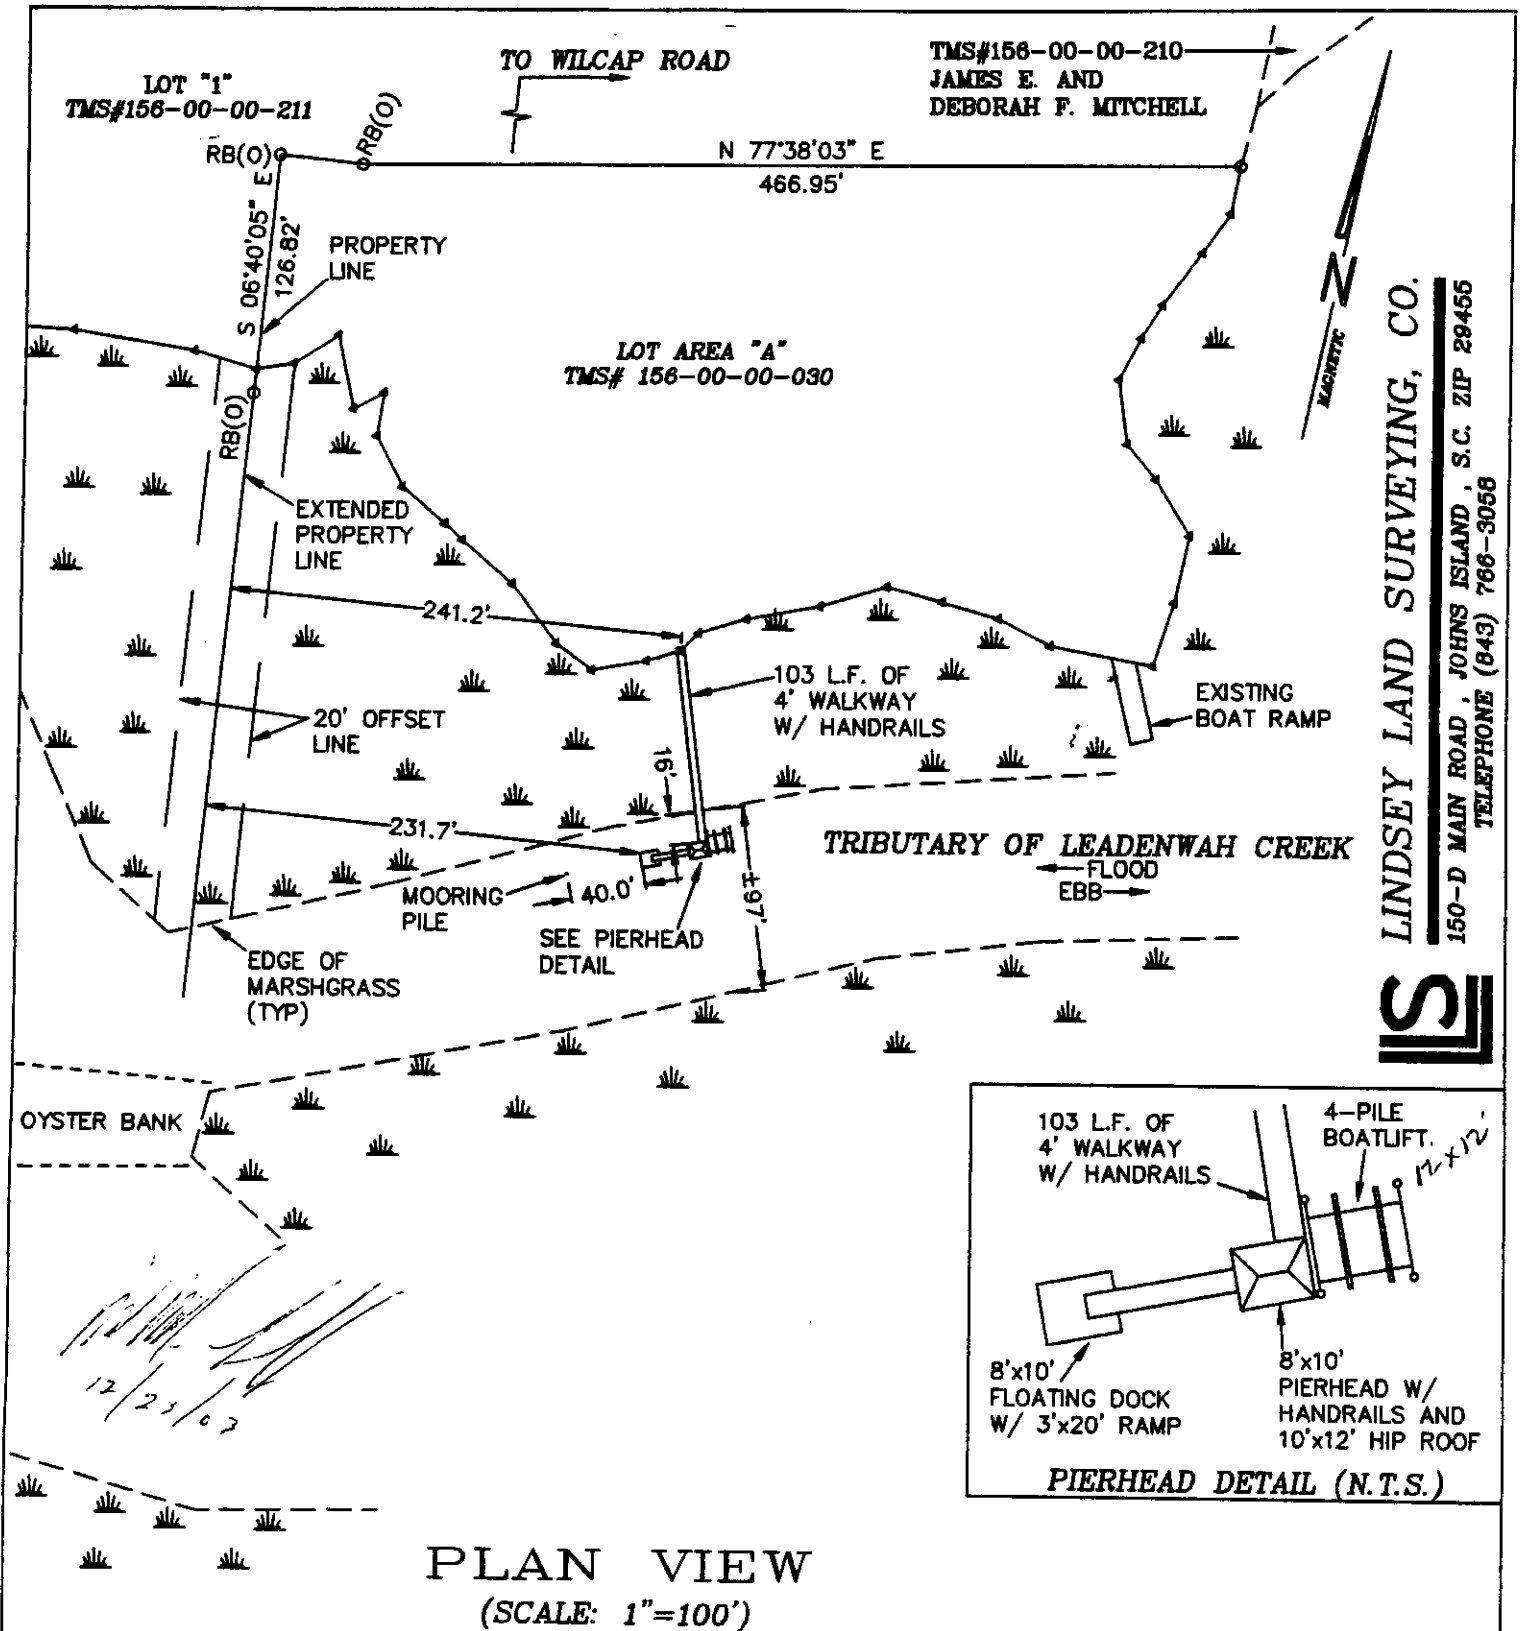 LOT "1"
TMS#156-00-00-211
TO WILCAP ROAD
TMS#156-00-00-210
JAMES E. AND
DEBORAH F. MITCHELL
RB(O)
RB(O)
N 77°38'03" E
466.95'
S 06°40'05" E
126.82'
PROPERTY
LINE
LOT AREA "A"
TMS# 156-00-00-030
N
MAGNETIC
RB(O)
EXTENDED
PROPERTY
LINE
241.2'
103 L.F. OF
4' WALKWAY
W/ HANDRAILS
EXISTING
BOAT RAMP
20' OFFSET
LINE
16'
231.7'
TRIBUTARY OF LEADENWAH CREEK
FLOOD
EBB
MOORING
PILE
40.0'
±97'
SEE PIERHEAD
DETAIL
EDGE OF
MARSHGRASS
(TYP)
OYSTER BANK
12/23/03
LINDSEY LAND SURVEYING, CO.
150-D MAIN ROAD , JOHNS ISLAND , S.C. ZIP 29455
TELEPHONE (843) 766-3058
LLS
103 L.F. OF
4' WALKWAY
W/ HANDRAILS
4-PILE
BOATLIFT.
12 x 12'
8'x10'
FLOATING DOCK
W/ 3'x20' RAMP
8'x10'
PIERHEAD W/
HANDRAILS AND
10'x12' HIP ROOF
PIERHEAD DETAIL (N.T.S.)
PLAN VIEW
(SCALE: 1"=100')